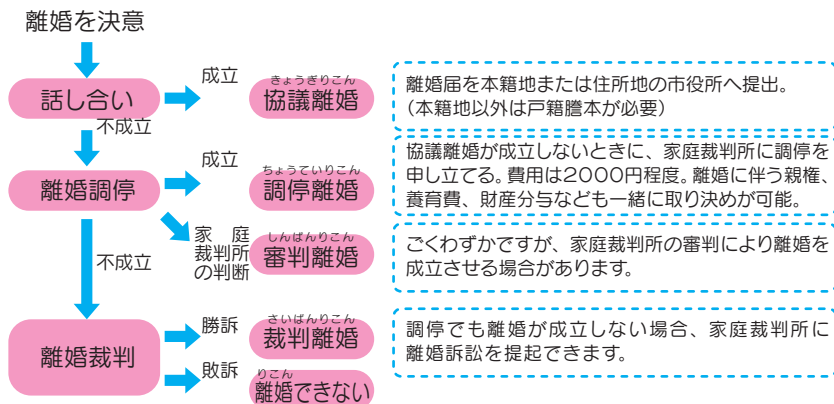 離婚を決意
話し合い
成立
きょうぎりこん
協議離婚
離婚届を本籍地または住所地の市役所へ提出。
（本籍地以外は戸籍謄本が必要）
不成立
離婚調停
成立
ちょうていりこん
調停離婚
協議離婚が成立しないときに、家庭裁判所に調停を
申し立てる。費用は2000円程度。離婚に伴う親権、
養育費、財産分与なども一緒に取り決めが可能。
家庭
裁判所
の判断
しんぱんりこん
審判離婚
ごくわずかですが、家庭裁判所の審判により離婚を
成立させる場合があります。
不成立
離婚裁判
勝訴
さいばんりこん
裁判離婚
調停でも離婚が成立しない場合、家庭裁判所に
離婚訴訟を提起できます。
敗訴
りこん
離婚できない